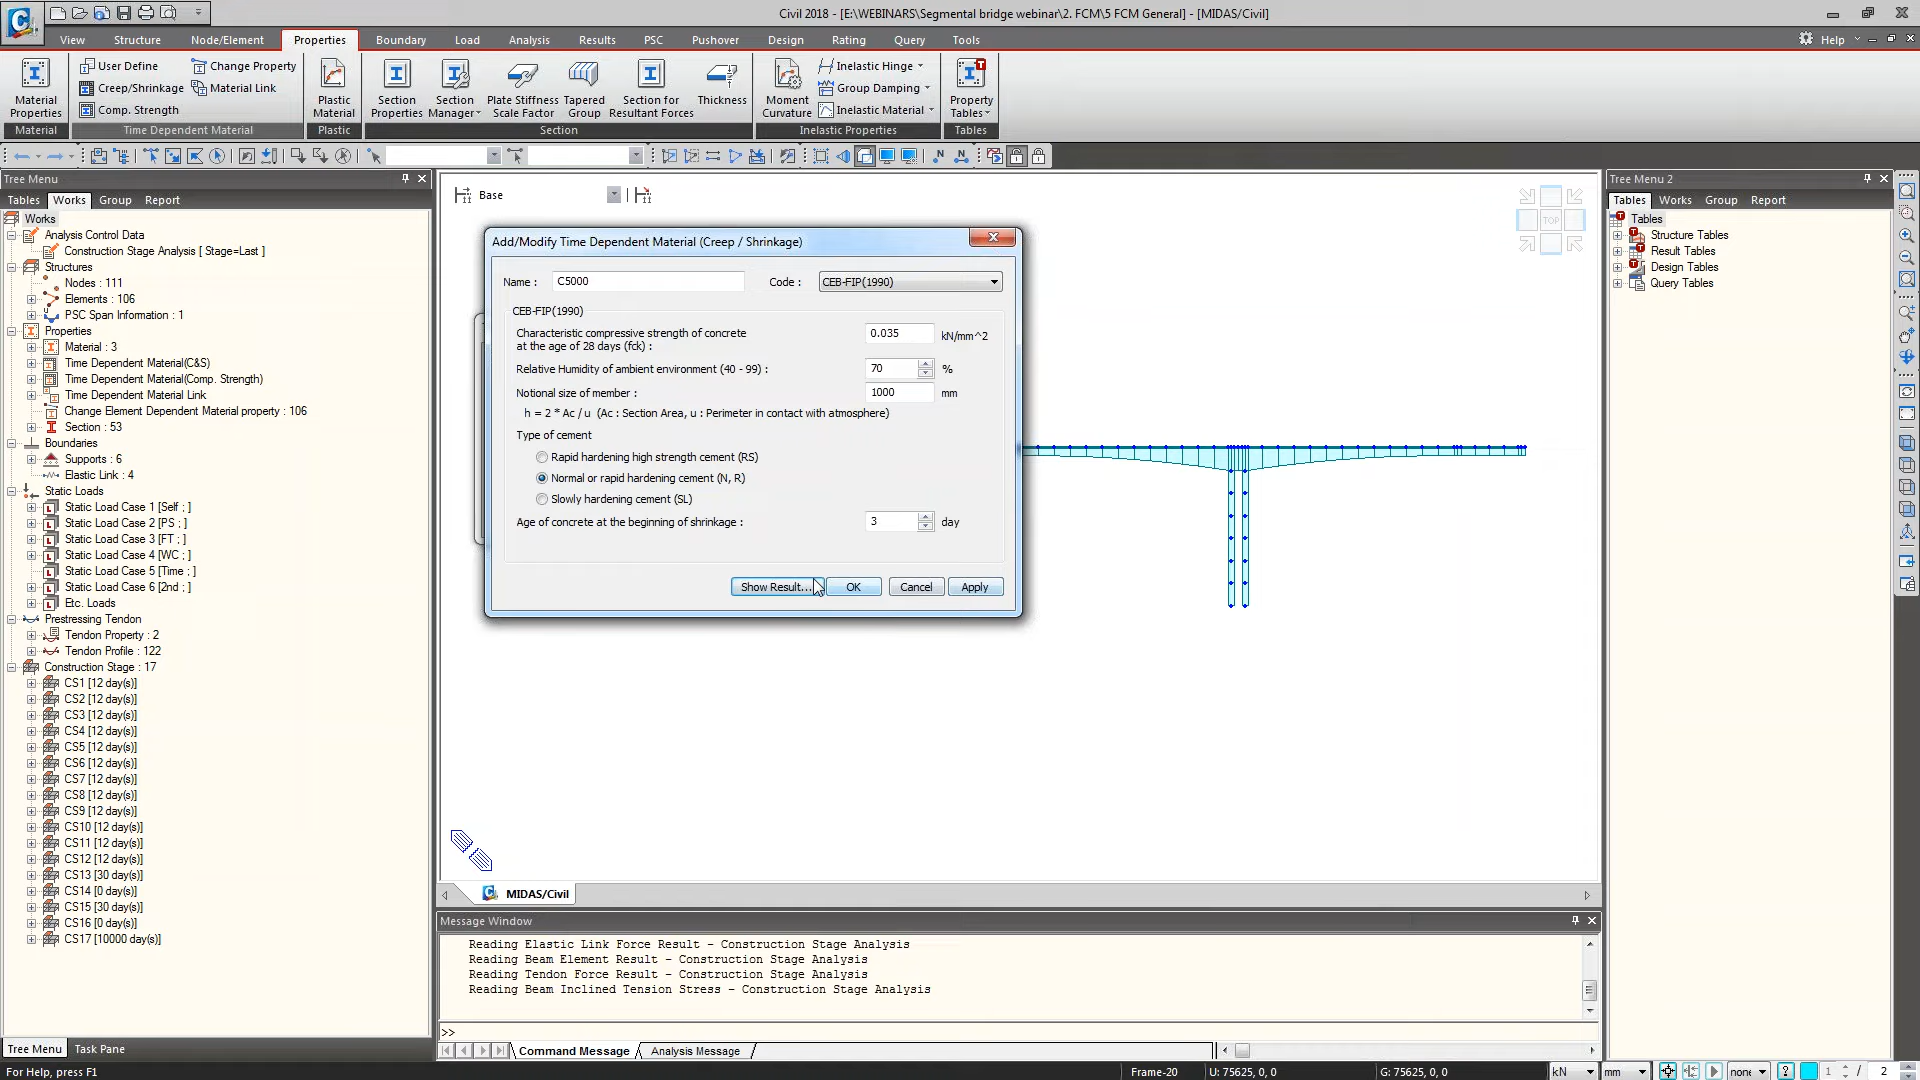 Civil 2018 - [E:\WEBINARS\Segmental bridge webinar\2. FCM\5 FCM General] - [MIDAS/Civil]
View Structure Node/Element Properties Boundary Load Analysis Results PSC Pushover Design Rating Query Tools Help
Material Properties
Material
User Define
Creep/Shrinkage
Comp. Strength
Change Property
Material Link
Time Dependent Material
Plastic Material
Plastic
Section Properties
Section Manager
Plate Stiffness Scale Factor
Tapered Group
Section for Resultant Forces
Thickness
Section
Moment Curvature
Inelastic Hinge
Group Damping
Inelastic Material
Inelastic Properties
Property Tables
Tables
Tree Menu
Tables Works Group Report
Works
Analysis Control Data
Construction Stage Analysis [ Stage=Last ]
Structures
Nodes : 111
Elements : 106
PSC Span Information : 1
Properties
Material : 3
Time Dependent Material(C&S)
Time Dependent Material(Comp. Strength)
Time Dependent Material Link
Change Element Dependent Material property : 106
Section : 53
Boundaries
Supports : 6
Elastic Link : 4
Static Loads
Static Load Case 1 [Self ; ]
Static Load Case 2 [PS ; ]
Static Load Case 3 [FT ; ]
Static Load Case 4 [WC ; ]
Static Load Case 5 [Time ; ]
Static Load Case 6 [2nd ; ]
Etc. Loads
Prestressing Tendon
Tendon Property : 2
Tendon Profile : 122
Construction Stage : 17
CS1 [12 day(s)]
CS2 [12 day(s)]
CS3 [12 day(s)]
CS4 [12 day(s)]
CS5 [12 day(s)]
CS6 [12 day(s)]
CS7 [12 day(s)]
CS8 [12 day(s)]
CS9 [12 day(s)]
CS10 [12 day(s)]
CS11 [12 day(s)]
CS12 [12 day(s)]
CS13 [30 day(s)]
CS14 [0 day(s)]
CS15 [30 day(s)]
CS16 [0 day(s)]
CS17 [10000 day(s)]
Tree Menu Task Pane
Base
TOP
Add/Modify Time Dependent Material (Creep / Shrinkage)
Name : C5000 Code : CEB-FIP(1990)
CEB-FIP(1990)
Characteristic compressive strength of concrete
at the age of 28 days (fck) : 0.035 kN/mm^2
Relative Humidity of ambient environment (40 - 99) : 70 %
Notional size of member : 1000 mm
h = 2 * Ac / u (Ac : Section Area, u : Perimeter in contact with atmosphere)
Type of cement
Rapid hardening high strength cement (RS)
Normal or rapid hardening cement (N, R)
Slowly hardening cement (SL)
Age of concrete at the beginning of shrinkage : 3 day
Show Result... OK Cancel Apply
MIDAS/Civil
Message Window
Reading Elastic Link Force Result - Construction Stage Analysis
Reading Beam Element Result - Construction Stage Analysis
Reading Tendon Force Result - Construction Stage Analysis
Reading Beam Inclined Tension Stress - Construction Stage Analysis
>>
Command Message Analysis Message
Tree Menu 2
Tables Works Group Report
Tables
Structure Tables
Result Tables
Design Tables
Query Tables
For Help, press F1 Frame-20 U: 75625, 0, 0 G: 75625, 0, 0 kN mm none ? 1 / 2